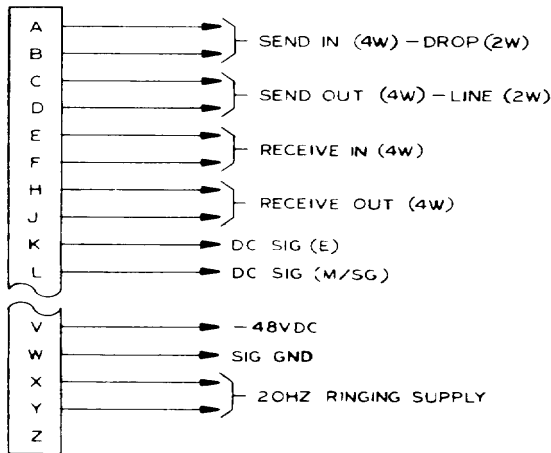 A
B
SEND IN (4W) - DROP (2W)
C
D
SEND OUT (4W) - LINE (2W)
E
F
RECEIVE IN (4W)
H
J
RECEIVE OUT (4W)
K DC SIG (E)
L DC SIG (M/SG)
V -48VDC
W SIG GND
X
Y
20HZ RINGING SUPPLY
Z